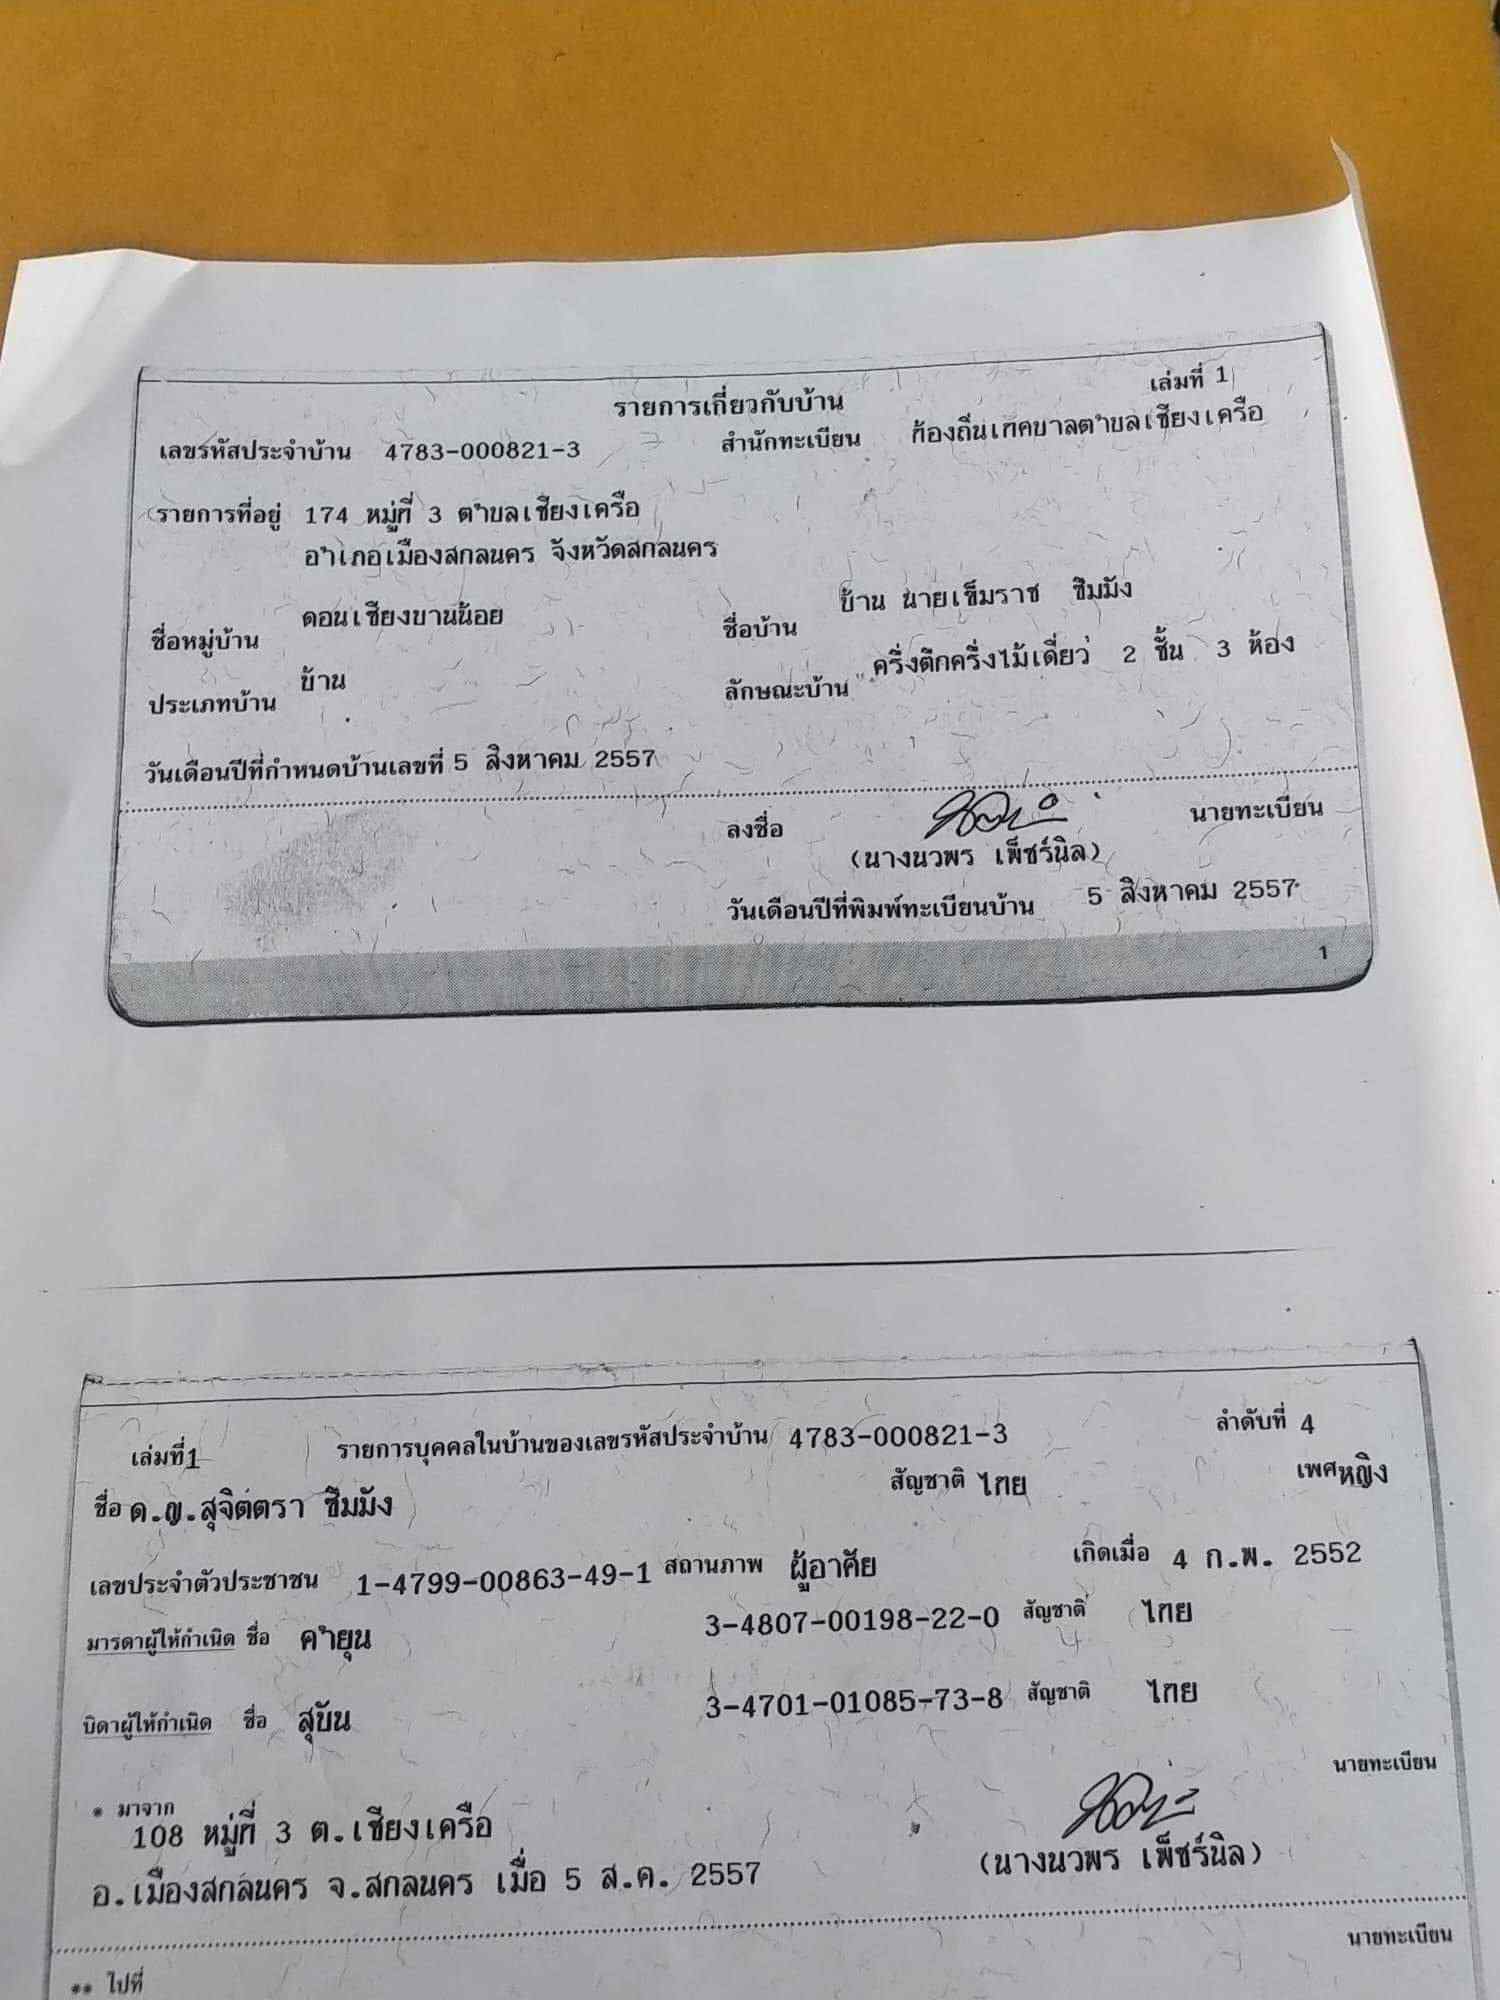 เล่มที่ 1
รายการเกี่ยวกับบ้าน
เลขรหัสประจำบ้าน 4783-000821-3 สำนักทะเบียน ท้องถิ่นเทศบาลตำบลเชียงเครือ
รายการที่อยู่ 174 หมู่ที่ 3 ตำบลเชียงเครือ
อำเภอเมืองสกลนคร จังหวัดสกลนคร
ชื่อหมู่บ้าน ดอนเชียงบานน้อย ชื่อบ้าน บ้าน นายเข็มราช ซิมมัง
ประเภทบ้าน บ้าน ลักษณะบ้าน ครึ่งตึกครึ่งไม้เดี่ยว 2 ชั้น 3 ห้อง
วันเดือนปีที่กำหนดบ้านเลขที่ 5 สิงหาคม 2557
ลงชื่อ นายทะเบียน
(นางนวพร เพ็ชร์นิล)
วันเดือนปีที่พิมพ์ทะเบียนบ้าน 5 สิงหาคม 2557
1
เล่มที่ 1 รายการบุคคลในบ้านของเลขรหัสประจำบ้าน 4783-000821-3 ลำดับที่ 4
ชื่อ ด.ญ.สุจิตตรา ซิมมัง สัญชาติ ไทย เพศ หญิง
เลขประจำตัวประชาชน 1-4799-00863-49-1 สถานภาพ ผู้อาศัย เกิดเมื่อ 4 ก.พ. 2552
มารดาผู้ให้กำเนิด ชื่อ คำยุน 3-4807-00198-22-0 สัญชาติ ไทย
บิดาผู้ให้กำเนิด ชื่อ สุบัน 3-4701-01085-73-8 สัญชาติ ไทย
* มาจาก นายทะเบียน
108 หมู่ที่ 3 ต.เชียงเครือ
อ.เมืองสกลนคร จ.สกลนคร เมื่อ 5 ส.ค. 2557 (นางนวพร เพ็ชร์นิล)
นายทะเบียน
** ไปที่